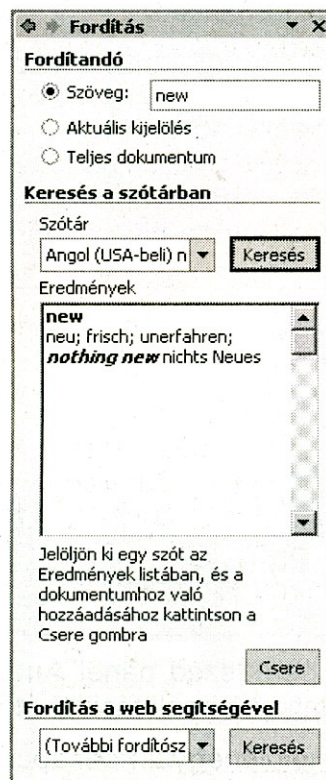 Fordítás
Fordítandó
Szöveg: new
Aktuális kijelölés
Teljes dokumentum
Keresés a szótárban
Szótár
Angol (USA-beli) n Keresés
Eredmények
new
neu; frisch; unerfahren;
nothing new nichts Neues
Jelöljön ki egy szót az
Eredmények listában, és a
dokumentumhoz való
hozzáadásához kattintson a
Csere gombra
Csere
Fordítás a web segítségével
(További fordítósz Keresés